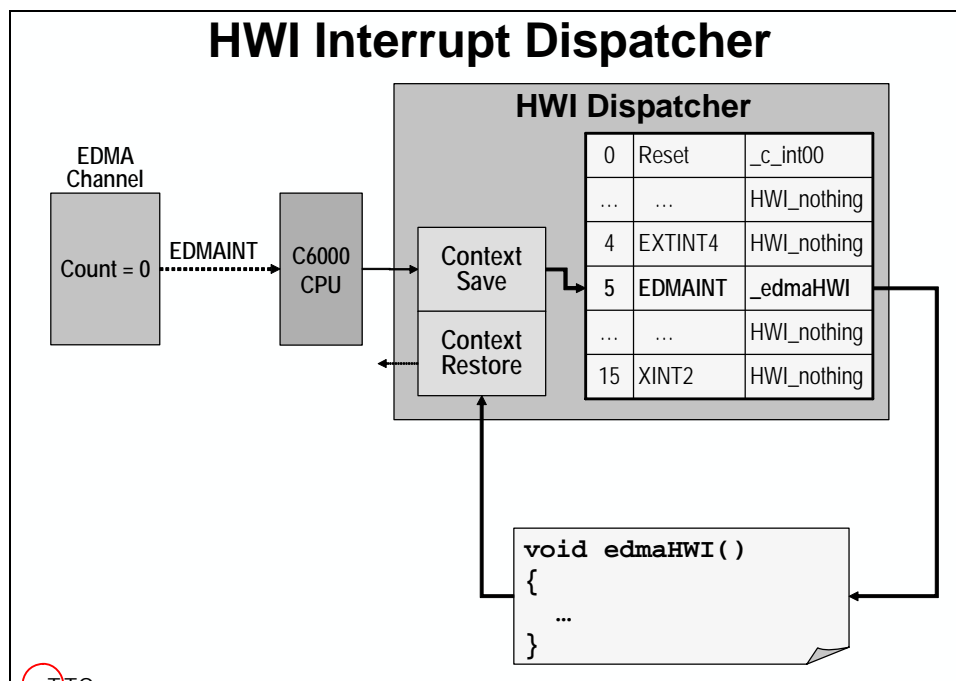 HWI Interrupt Dispatcher
HWI Dispatcher
EDMA
Channel
Count = 0
EDMAINT
C6000
CPU
Context
Save
Context
Restore
0 Reset _c_int00
... ... HWI_nothing
4 EXTINT4 HWI_nothing
5 EDMAINT _edmaHWI
... ... HWI_nothing
15 XINT2 HWI_nothing
void edmaHWI()
{
…
}